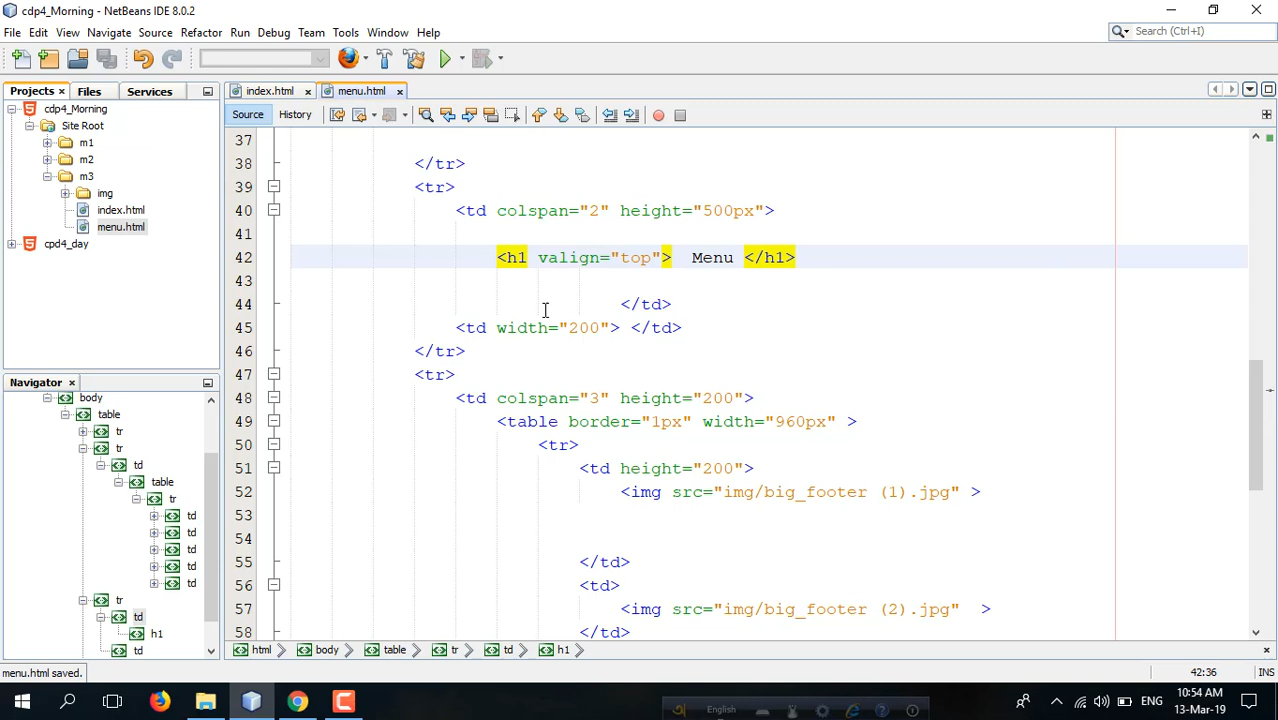 cdp4_Morning - NetBeans IDE 8.0.2
File Edit View Navigate Source Refactor Run Debug Team Tools Window Help
Search (Ctrl+I)
Projects Files Services
index.html menu.html
Source History
cdp4_Morning
Site Root
m1
m2
m3
img
index.html
menu.html
cpd4_day
37
38 </tr>
39 <tr>
40 <td colspan="2" height="500px">
41
42 <h1 valign="top"> Menu </h1>
43
44 </td>
45 <td width="200"> </td>
46 </tr>
47 <tr>
48 <td colspan="3" height="200">
49 <table border="1px" width="960px" >
50 <tr>
51 <td height="200">
52 <img src="img/big_footer (1).jpg" >
53
54
55 </td>
56 <td>
57 <img src="img/big_footer (2).jpg" >
58 </td>
Navigator
body
table
tr
tr
td
table
tr
td
td
td
td
td
tr
td
h1
td
html body table tr td h1
menu.html saved.
42:36 INS
English
ENG
10:54 AM
13-Mar-19